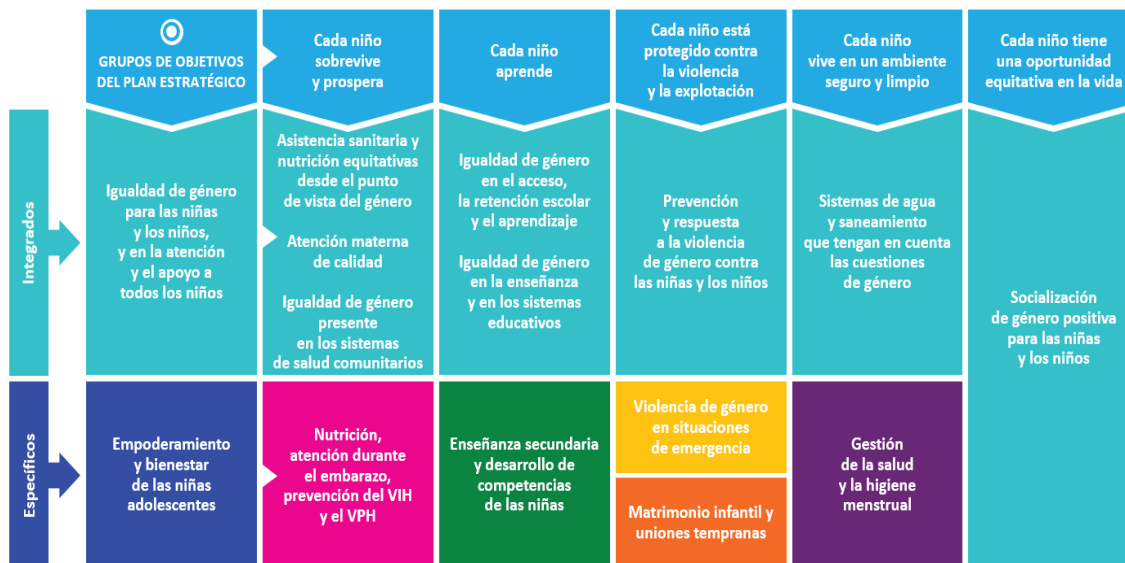 GRUPOS DE OBJETIVOS
DEL PLAN ESTRATÉGICO
Cada niño
sobrevive
y prospera
Cada niño
aprende
Cada niño está
protegido contra
la violencia
y la explotación
Cada niño
vive en un ambiente
seguro y limpio
Cada niño tiene
una oportunidad
equitativa en la vida
Integrados
Igualdad de género
para las niñas
y los niños,
y en la atención
y el apoyo a
todos los niños
Asistencia sanitaria y
nutrición equitativas
desde el punto
de vista del género
Atención materna
de calidad
Igualdad de género
presente
en los sistemas
de salud comunitarios
Igualdad de género
en el acceso,
la retención escolar
y el aprendizaje
Igualdad de género
en la enseñanza
y en los sistemas
educativos
Prevención
y respuesta
a la violencia
de género contra
las niñas y los niños
Sistemas de agua
y saneamiento
que tengan en cuenta
las cuestiones
de género
Socialización
de género positiva
para las niñas
y los niños
Específicos
Empoderamiento
y bienestar
de las niñas
adolescentes
Nutrición,
atención durante
el embarazo,
prevención del VIH
y el VPH
Enseñanza secundaria
y desarrollo de
competencias
de las niñas
Violencia de género
en situaciones
de emergencia
Matrimonio infantil y
uniones tempranas
Gestión
de la salud
y la higiene
menstrual